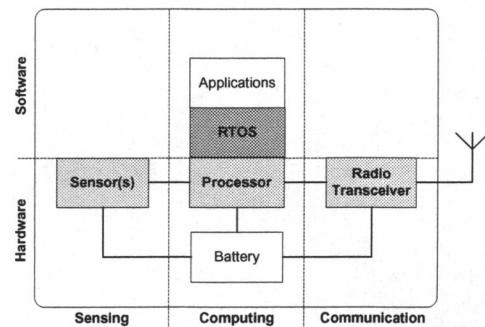 Software
Applications
RTOS
Hardware
Sensor(s)
Processor
Radio
Transceiver
Battery
Sensing
Computing
Communication